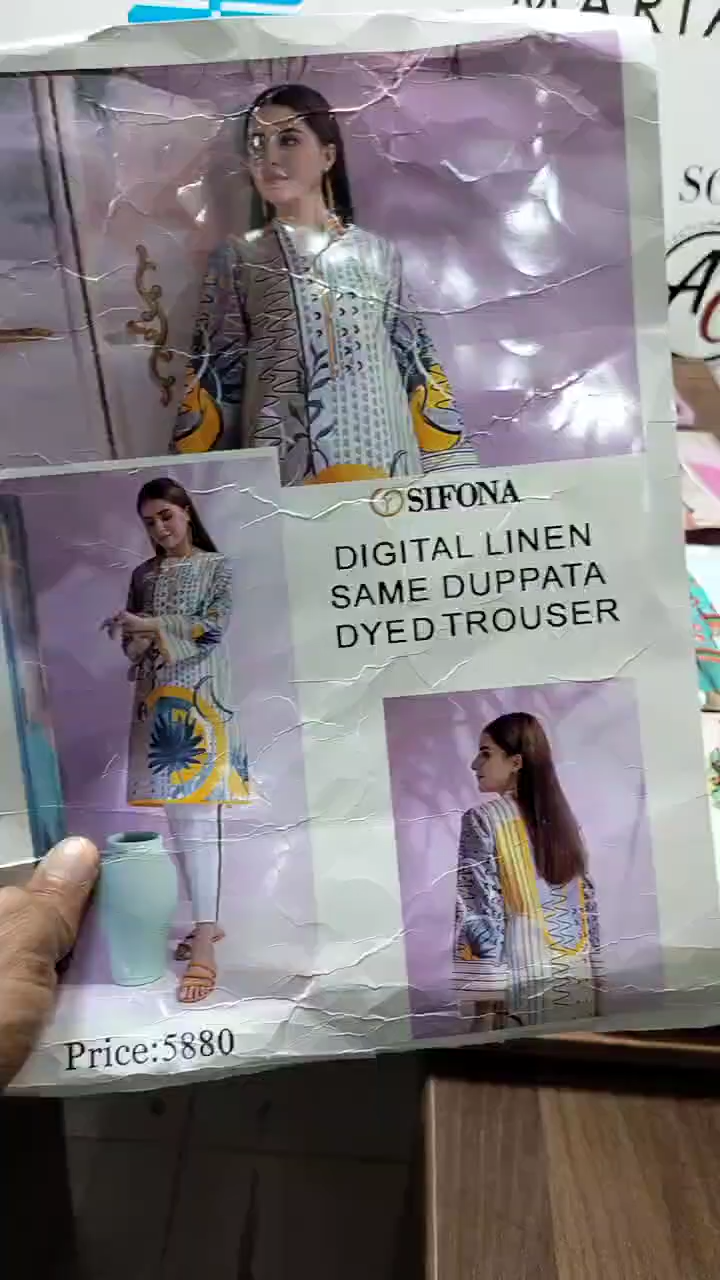 SIFONA
DIGITAL LINEN
SAME DUPPATA
DYED TROUSER
Price:5880